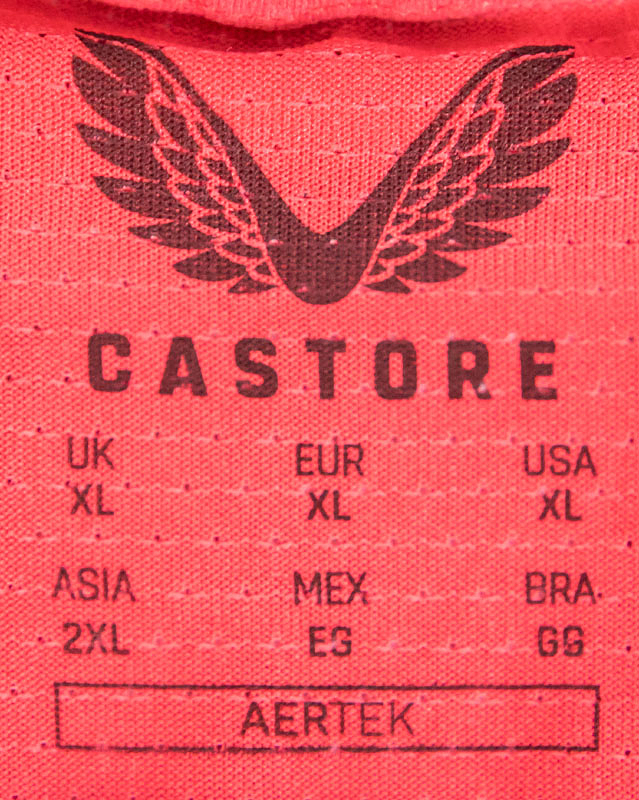 CASTORE
UK EUR USA
XL XL XL
ASIA MEX BRA
2XL EG GG
AERTEK